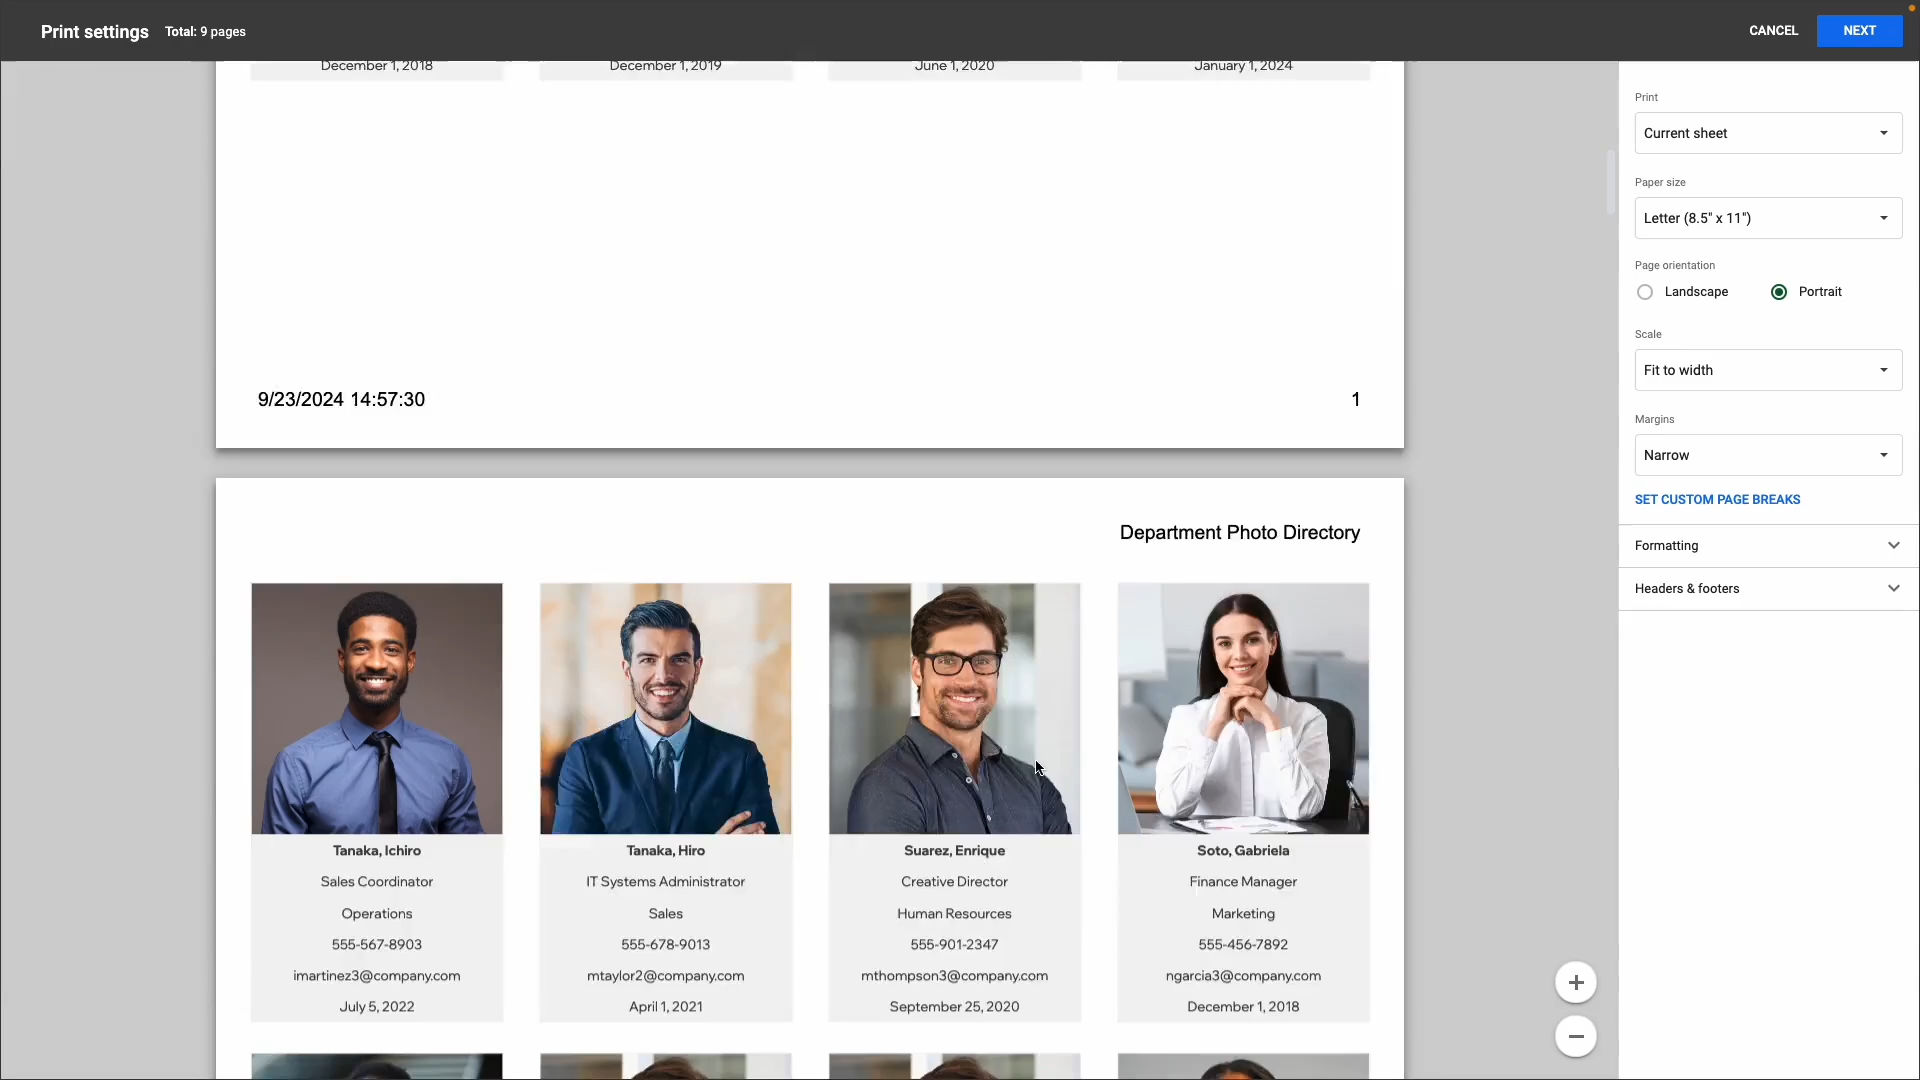 Print settings Total: 9 pages CANCEL NEXT
December 1, 2018 December 1, 2019 June 1, 2020 January 1, 2024
9/23/2024 14:57:30 1
Department Photo Directory
Tanaka, Ichiro
Sales Coordinator
Operations
555-567-8903
imartinez3@company.com
July 5, 2022
Tanaka, Hiro
IT Systems Administrator
Sales
555-678-9013
mtaylor2@company.com
April 1, 2021
Suarez, Enrique
Creative Director
Human Resources
555-901-2347
mthompson3@company.com
September 25, 2020
Soto, Gabriela
Finance Manager
Marketing
555-456-7892
ngarcia3@company.com
December 1, 2018
Print
Current sheet
Paper size
Letter (8.5" x 11")
Page orientation
Landscape Portrait
Scale
Fit to width
Margins
Narrow
SET CUSTOM PAGE BREAKS
Formatting
Headers & footers